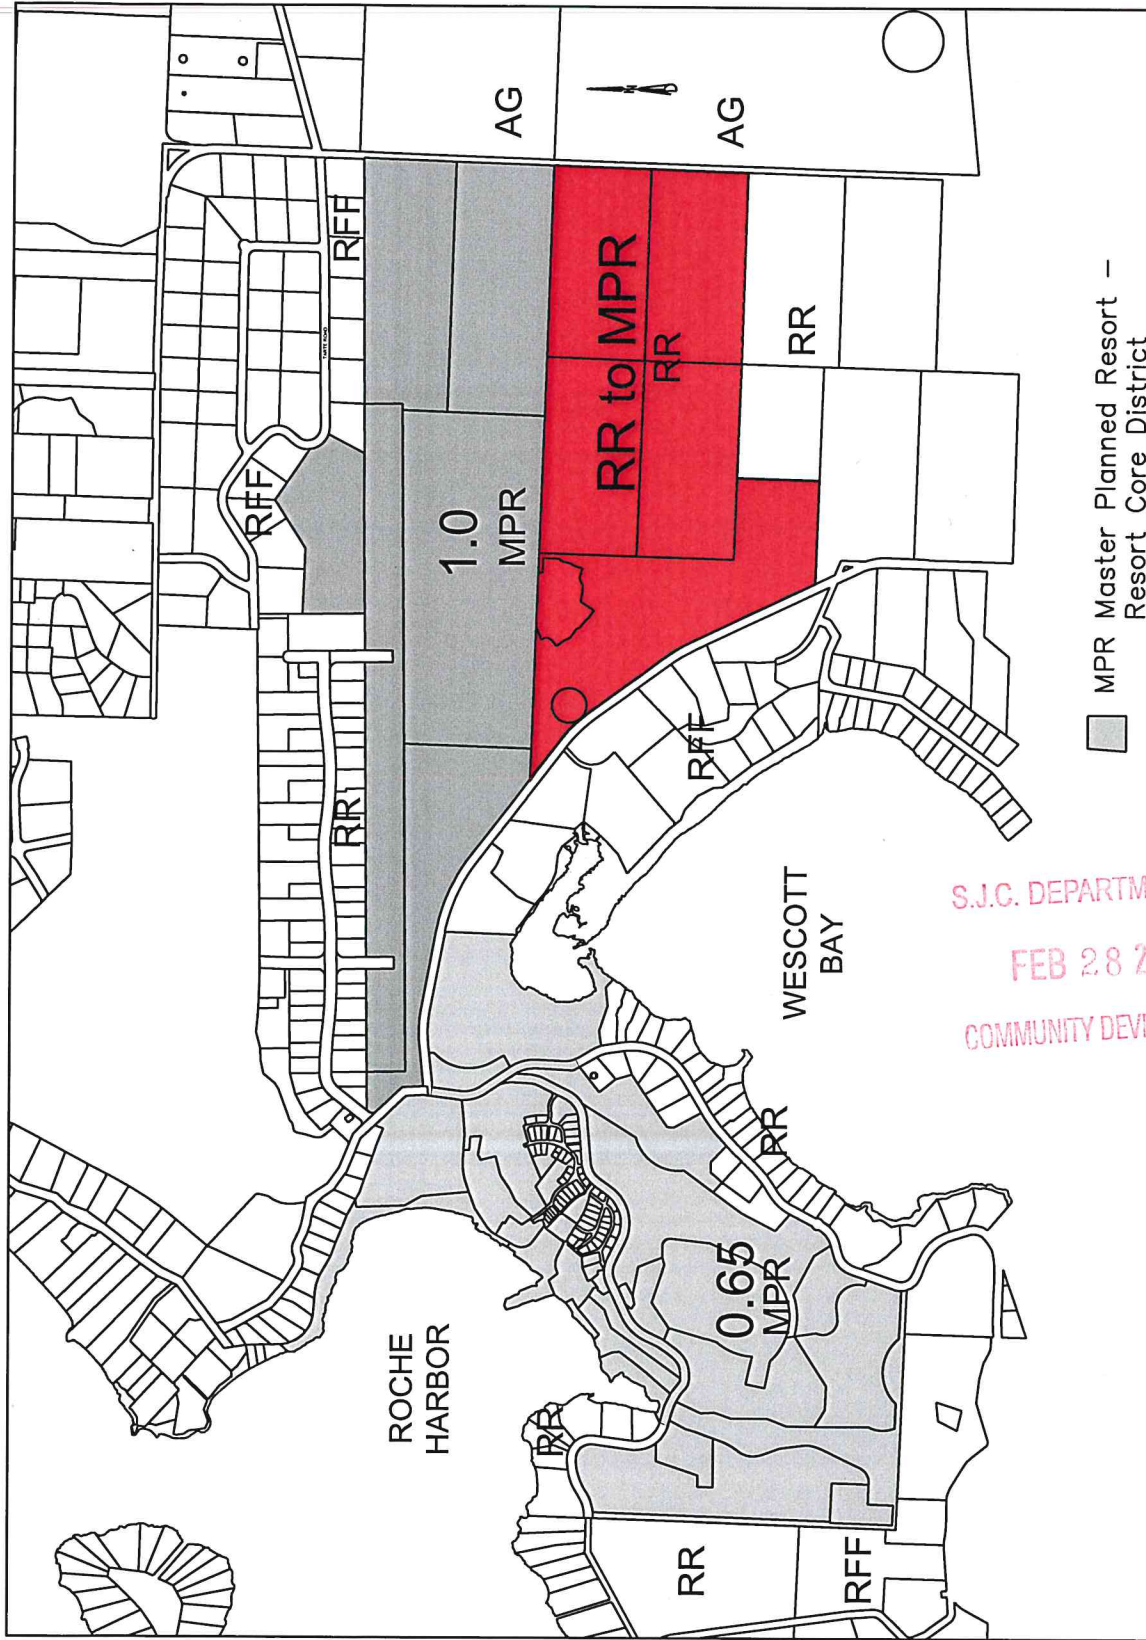 AG
AG
RFF
TARTE ROAD
RFF
1.0
MPR
RR to MPR
RR
RR
RR
RFF
WESCOTT
BAY
RR
ROCHE
HARBOR
RR
0.65
MPR
RR
RFF
N
MPR Master Planned Resort –
Resort Core District
S.J.C. DEPARTM
FEB 28 2
COMMUNITY DEV